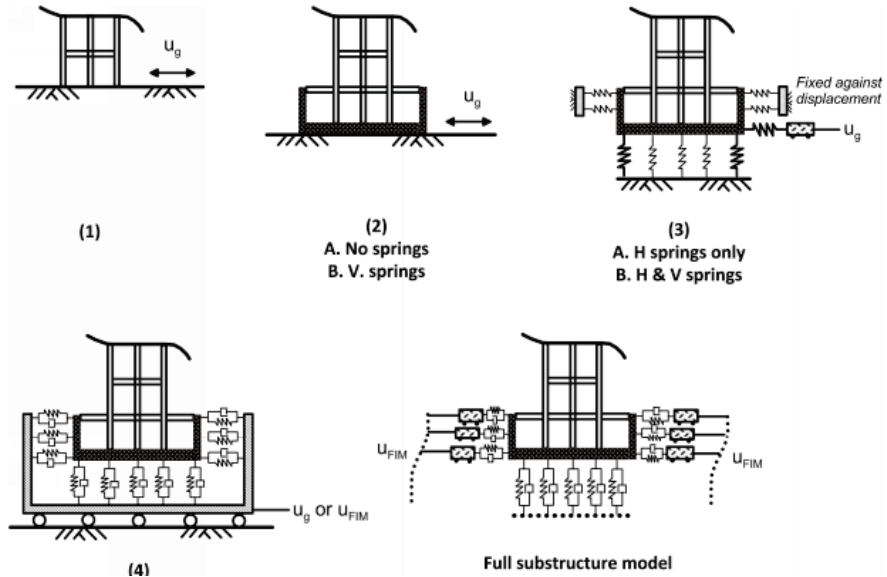 u_g
(1)
u_g
(2)
A. No springs
B. V. springs
Fixed against
displacement
u_g
(3)
A. H springs only
B. H & V springs
u_g or u_FIM
(4)
u_FIM
u_FIM
Full substructure model